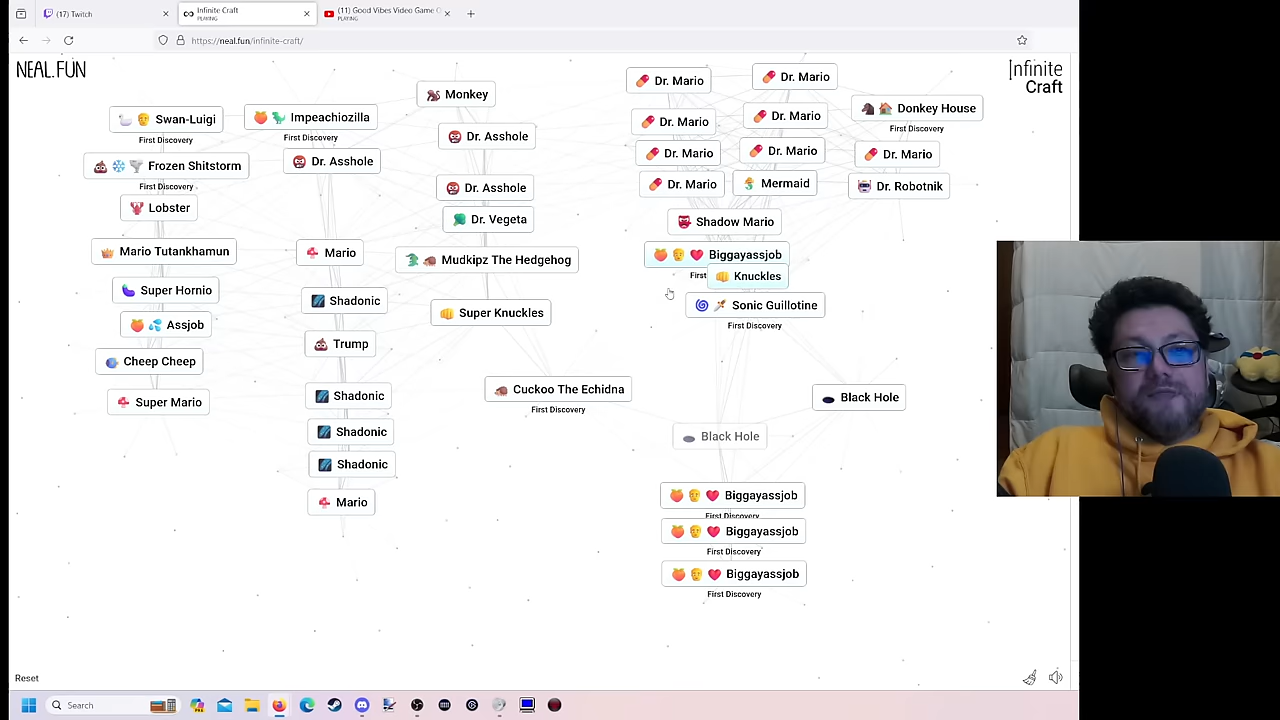 (17) Twitch
Infinite Craft
PLAYING
(11) Good Vibes Video Game C
PLAYING
https://neal.fun/infinite-craft/
NEAL.FUN
Infinite
Craft
Swan-Luigi
First Discovery
Impeachiozilla
First Discovery
Monkey
Dr. Mario
Dr. Mario
Donkey House
First Discovery
Dr. Asshole
Dr. Mario
Dr. Mario
Frozen Shitstorm
First Discovery
Dr. Asshole
Dr. Mario
Dr. Mario
Dr. Mario
Lobster
Dr. Asshole
Dr. Mario
Mermaid
Dr. Robotnik
Dr. Vegeta
Shadow Mario
Mario Tutankhamun
Mario
Mudkipz The Hedgehog
Biggayassjob
First
Knuckles
Super Hornio
Shadonic
Super Knuckles
Sonic Guillotine
First Discovery
Assjob
Trump
Cheep Cheep
Cuckoo The Echidna
First Discovery
Black Hole
Super Mario
Shadonic
Shadonic
Black Hole
Shadonic
Mario
Biggayassjob
First Discovery
Biggayassjob
First Discovery
Biggayassjob
First Discovery
Reset
Search